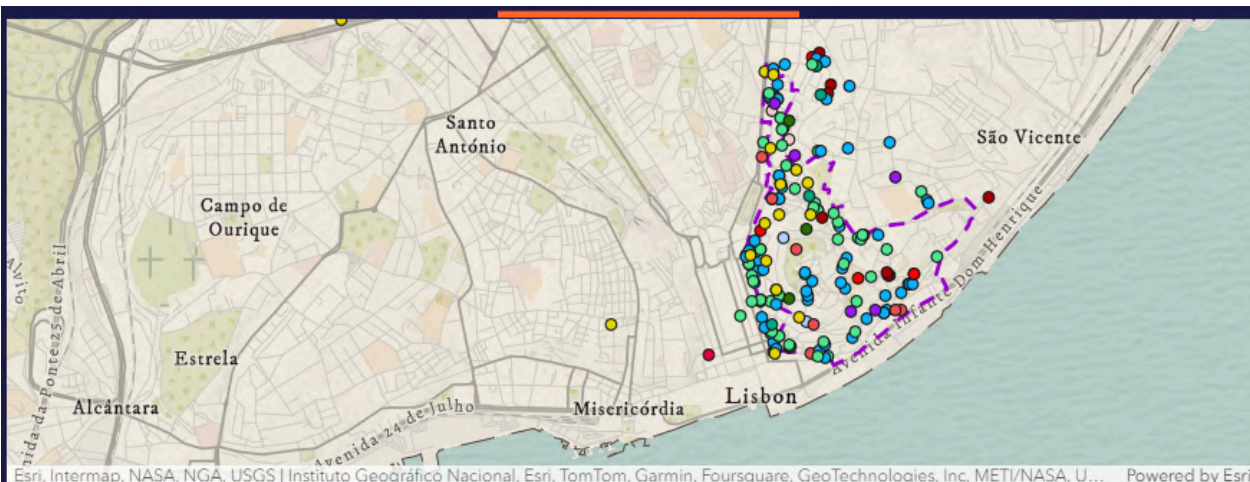 Santo
António
São Vicente
Campo de
Ourique
Alvito
Avenida Infante Dom Henrique
nida da Ponte 25 de Abril
Estrela
Alcântara
Avenida 24 de Julho
Misericórdia
Lisbon
Esri, Intermap, NASA, NGA, USGS | Instituto Geográfico Nacional, Esri, TomTom, Garmin, Foursquare, GeoTechnologies, Inc, METI/NASA, U...
Powered by Esri